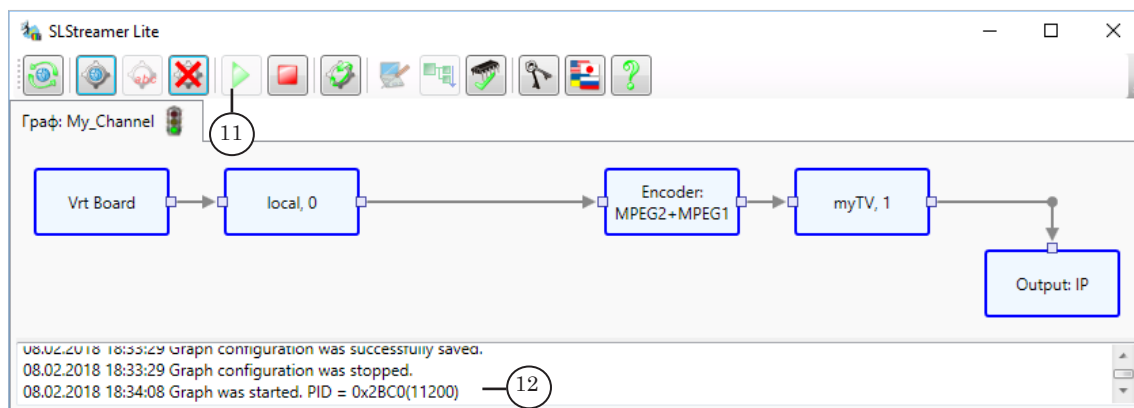 SLStreamer Lite
abc
Граф: My_Channel
11
Vrt Board
local, 0
Encoder:
MPEG2+MPEG1
myTV, 1
Output: IP
08.02.2018 18:33:29 Graph configuration was successfully saved.
08.02.2018 18:33:29 Graph configuration was stopped.
08.02.2018 18:34:08 Graph was started. PID = 0x2BC0(11200)
12